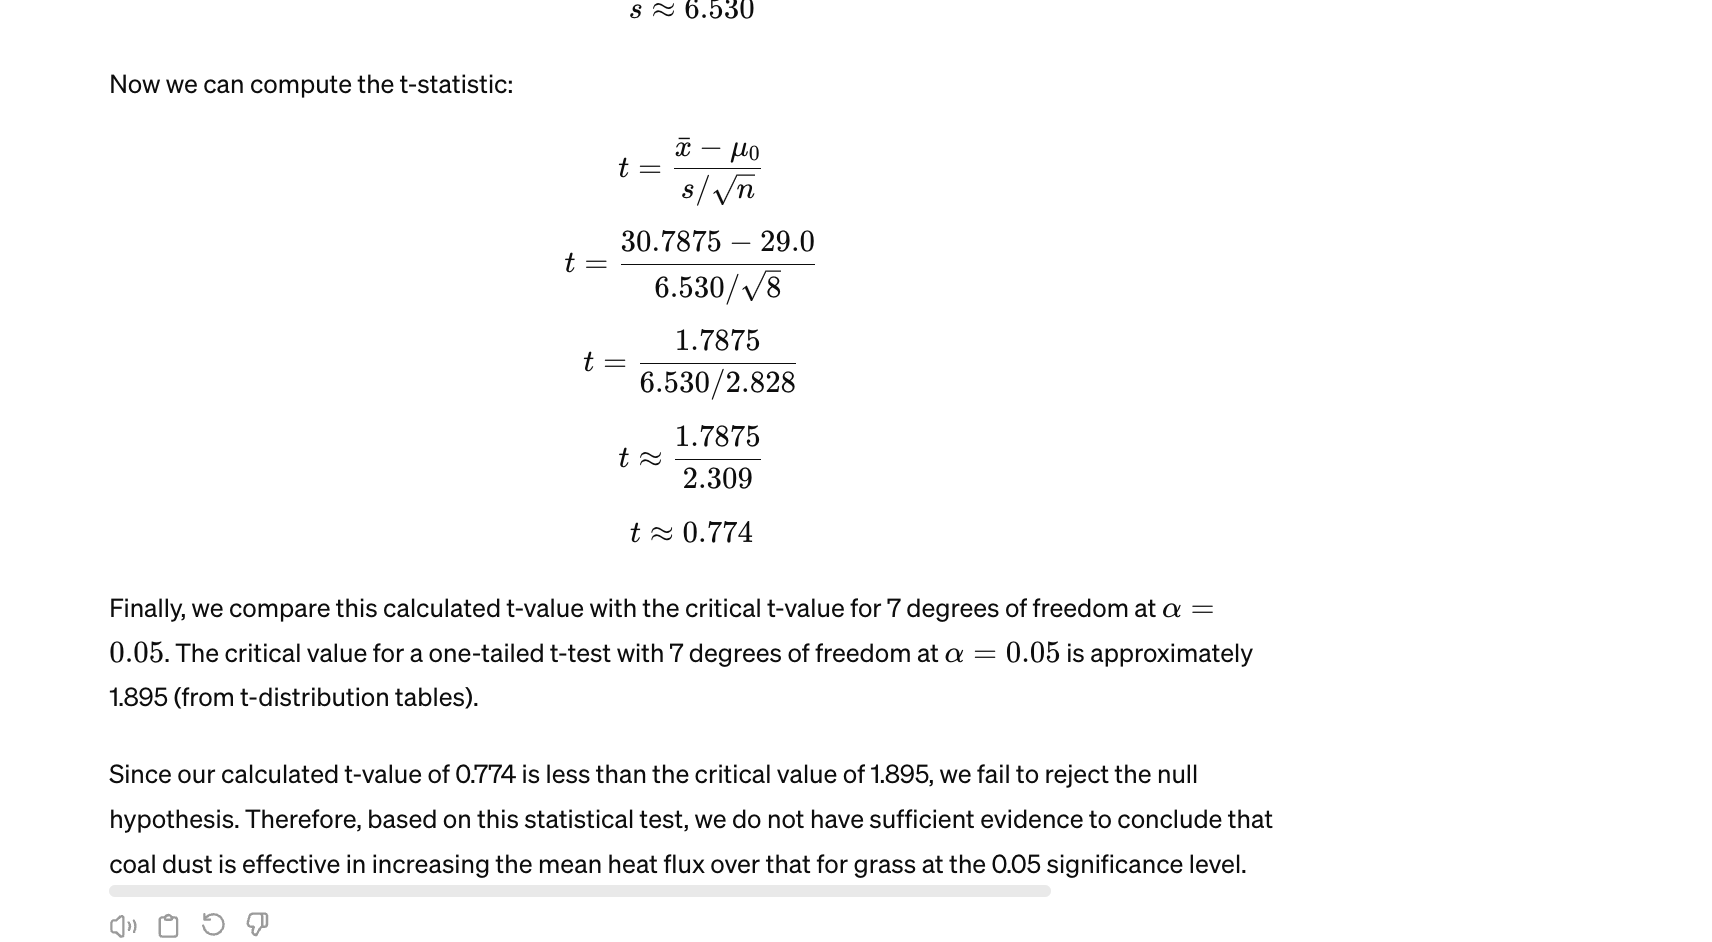 s ≈ 6.530
Now we can compute the t-statistic:
t = \frac{\bar{x} − μ_0}{s/\sqrt{n}}
t = \frac{30.7875 − 29.0}{6.530/\sqrt{8}}
t = \frac{1.7875}{6.530/2.828}
t ≈ \frac{1.7875}{2.309}
t ≈ 0.774
Finally, we compare this calculated t-value with the critical t-value for 7 degrees of freedom at α =
0.05. The critical value for a one-tailed t-test with 7 degrees of freedom at α = 0.05 is approximately
1.895 (from t-distribution tables).
Since our calculated t-value of 0.774 is less than the critical value of 1.895, we fail to reject the null
hypothesis. Therefore, based on this statistical test, we do not have sufficient evidence to conclude that
coal dust is effective in increasing the mean heat flux over that for grass at the 0.05 significance level.